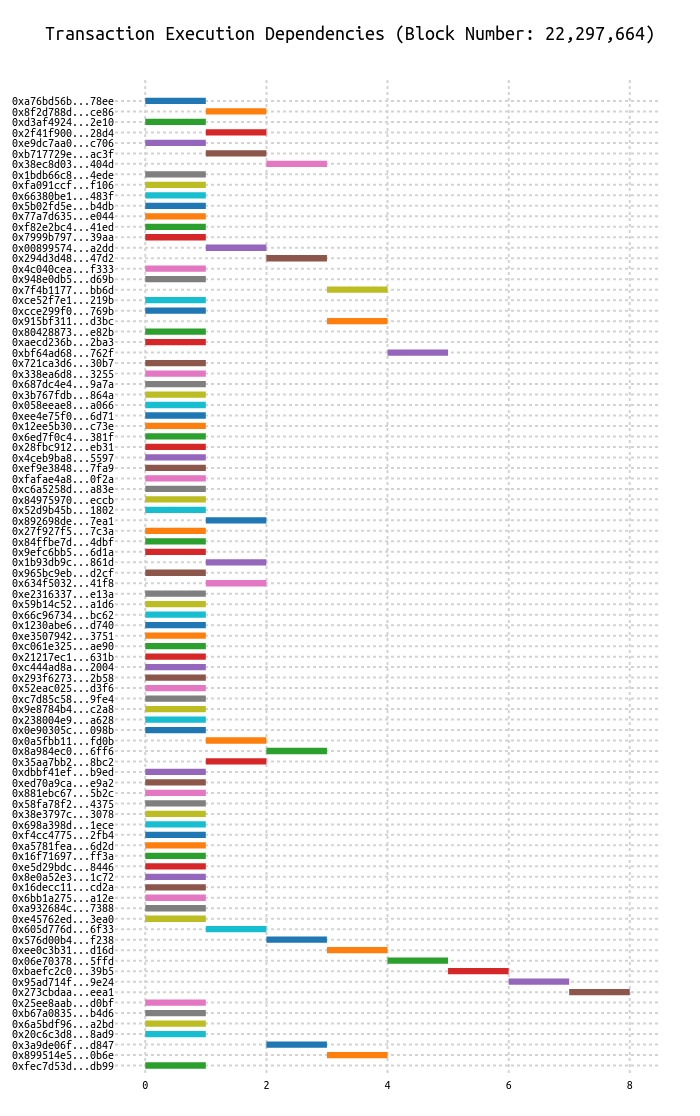 Transaction Execution Dependencies (Block Number: 22,297,664)
0xa76bd56b...78ee
0x8f2d788d...ce86
0xd3af4924...2e10
0x2f41f900...28d4
0xe9dc7aa0...c706
0xb717729e...ac3f
0x38ec8d03...404d
0x1bdb66c8...4ede
0xfa091ccf...f106
0x66380be1...483f
0x5b02fd5e...b4db
0x77a7d635...e044
0xf82e2bc4...41ed
0x7999b797...39aa
0x00899574...a2dd
0x294d3d48...47d2
0x4c040cea...f333
0x948e0db5...d69b
0x7f4b1177...bb6d
0xce52f7e1...219b
0xcce299f0...769b
0x915bf311...d3bc
0x80428873...e82b
0xaecd236b...2ba3
0xbf64ad68...762f
0x721ca3d6...30b7
0x338ea6d8...3255
0x687dc4e4...9a7a
0x3b767fdb...864a
0x058eeae8...a066
0xee4e75f0...6d71
0x12ee5b30...c73e
0x6ed7f0c4...381f
0x28fbc912...eb31
0x4ceb9ba8...5597
0xef9e3848...7fa9
0xfafae4a8...0f2a
0xc6a5258d...a83e
0x84975970...eccb
0x52d9b45b...1802
0x892698de...7ea1
0x27f927f5...7c3a
0x84ffbe7d...4dbf
0x9efc6bb5...6d1a
0x1b93db9c...861d
0x965bc9eb...d2cf
0x634f5032...41f8
0xe2316337...e13a
0x59b14c52...a1d6
0x66c96734...bc62
0x1230abe6...d740
0xe3507942...3751
0xc061e325...ae90
0x21217ec1...631b
0xc444ad8a...2004
0x293f6273...2b58
0x52eac025...d3f6
0xc7d85c58...9fe4
0x9e8784b4...c2a8
0x238004e9...a628
0x0e90305c...098b
0x0a5fbb11...fd0b
0x8a984ec0...6ff6
0x35aa7bb2...8bc2
0xdbbf41ef...b9ed
0xed70a9ca...e9a2
0x881ebc67...5b2c
0x58fa78f2...4375
0x38e3797c...3078
0x698a398d...1ece
0xf4cc4775...2fb4
0xa5781fea...6d2d
0x16f71697...ff3a
0xe5d29bdc...8446
0x8e0a52e3...1c72
0x16decc11...cd2a
0x6bb1a275...a12e
0xa932684c...7388
0xe45762ed...3ea0
0x605d776d...6f33
0x576d00b4...f238
0xee0c3b31...d16d
0x06e70378...5ffd
0xbaefc2c0...39b5
0x95ad714f...9e24
0x273cbdaa...eea1
0x25ee8aab...d0bf
0xb67a0835...b4d6
0x6a5bdf96...a2bd
0x20c6c3d8...8ad9
0x3a9de06f...d847
0x899514e5...0b6e
0xfec7d53d...db99
0 2 4 6 8